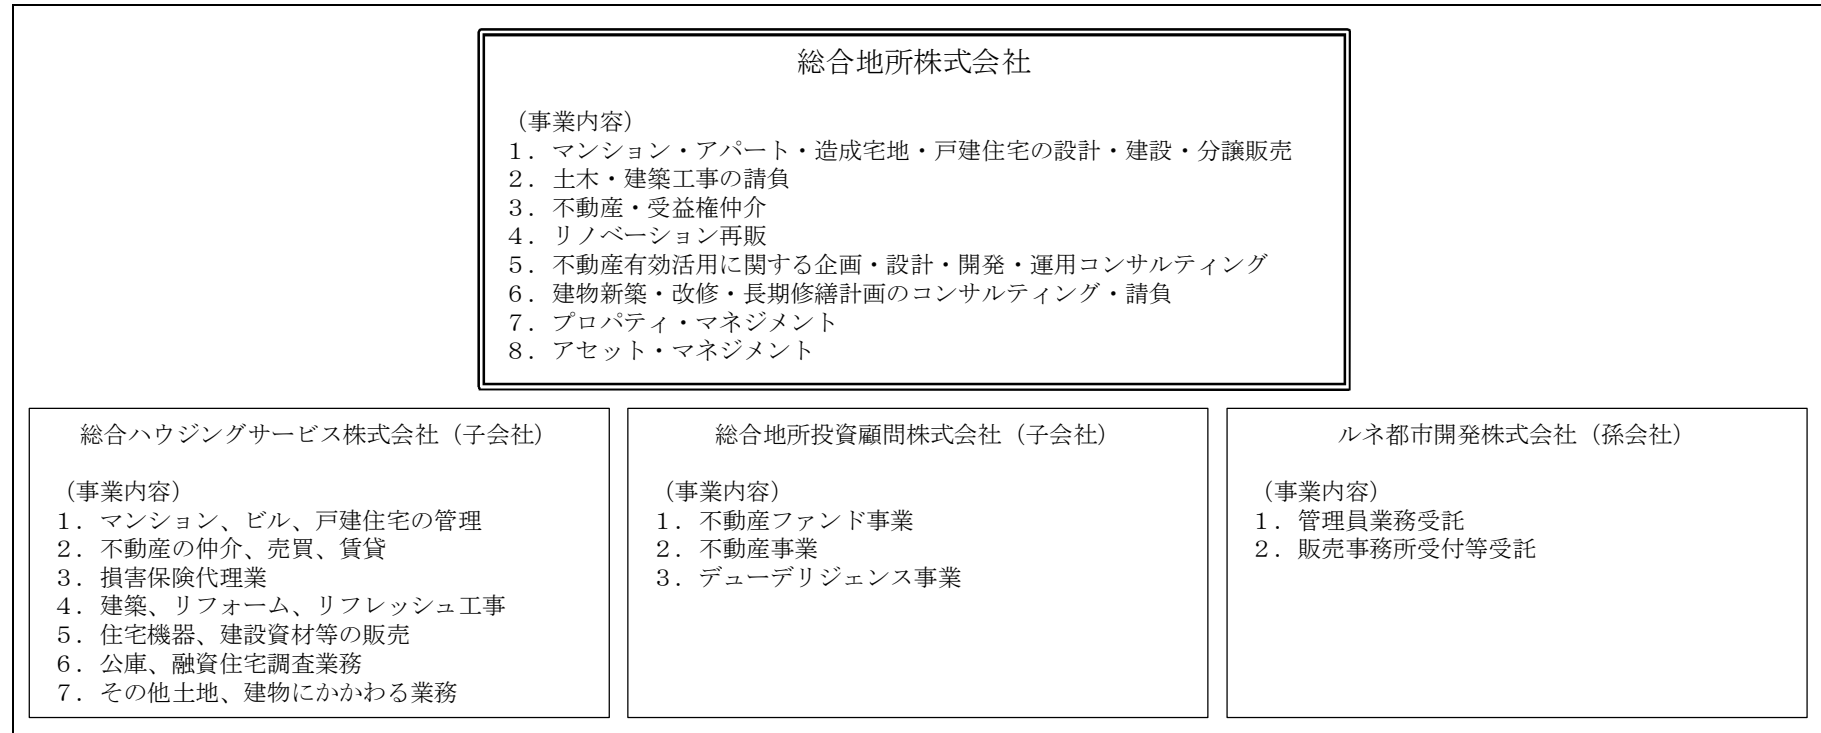 総合地所株式会社
（事業内容）
１．マンション・アパート・造成宅地・戸建住宅の設計・建設・分譲販売
２．土木・建築工事の請負
３．不動産・受益権仲介
４．リノベーション再販
５．不動産有効活用に関する企画・設計・開発・運用コンサルティング
６．建物新築・改修・長期修繕計画のコンサルティング・請負
７．プロパティ・マネジメント
８．アセット・マネジメント
総合ハウジングサービス株式会社（子会社）
（事業内容）
１．マンション、ビル、戸建住宅の管理
２．不動産の仲介、売買、賃貸
３．損害保険代理業
４．建築、リフォーム、リフレッシュ工事
５．住宅機器、建設資材等の販売
６．公庫、融資住宅調査業務
７．その他土地、建物にかかわる業務
総合地所投資顧問株式会社（子会社）
（事業内容）
１．不動産ファンド事業
２．不動産事業
３．デューデリジェンス事業
ルネ都市開発株式会社（孫会社）
（事業内容）
１．管理員業務受託
２．販売事務所受付等受託